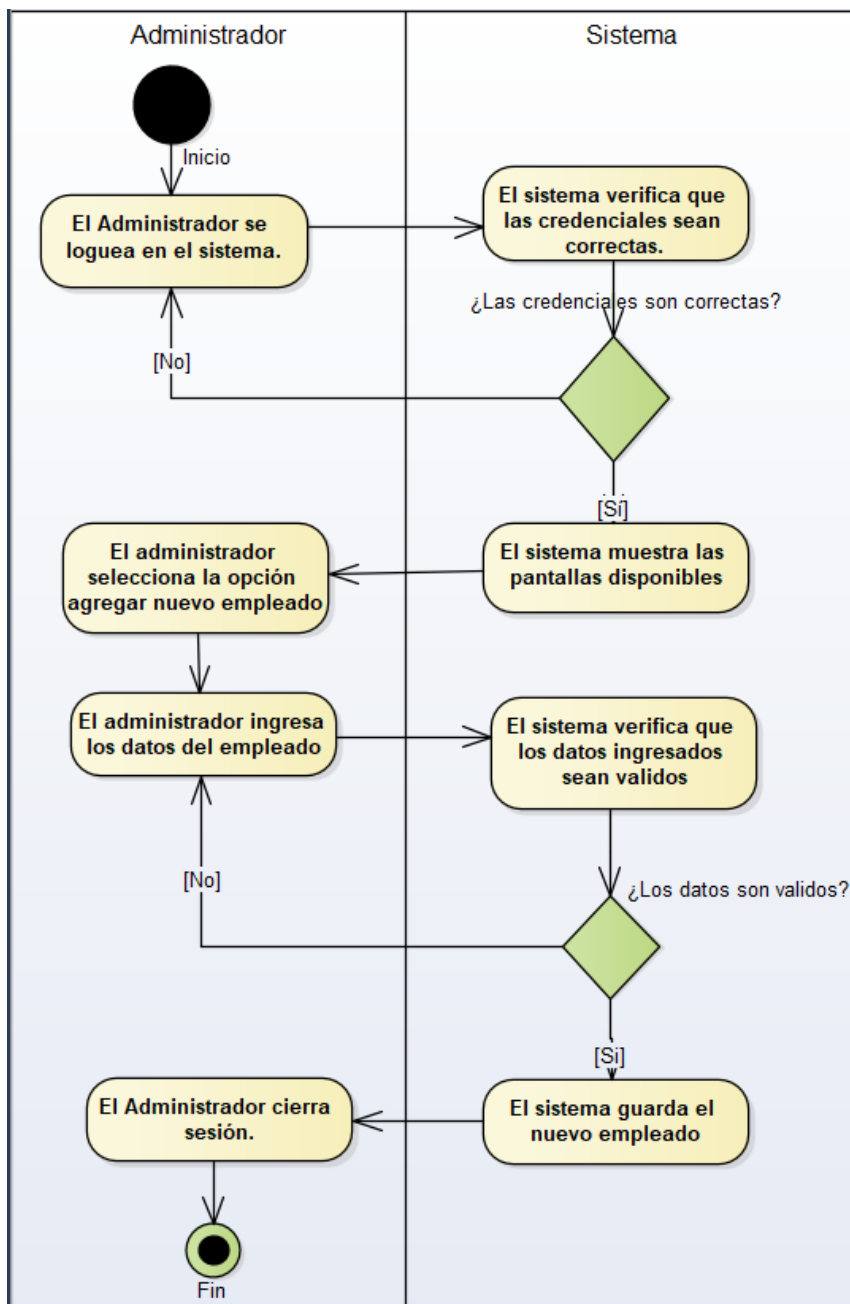 Administrador
Sistema
Inicio
El Administrador se
loguea en el sistema.
El sistema verifica que
las credenciales sean
correctas.
¿Las credenciales son correctas?
[No]
[Sí]
El sistema muestra las
pantallas disponibles
El administrador
selecciona la opción
agregar nuevo empleado
El administrador ingresa
los datos del empleado
El sistema verifica que
los datos ingresados
sean validos
¿Los datos son validos?
[No]
[Si]
El sistema guarda el
nuevo empleado
El Administrador cierra
sesión.
Fin